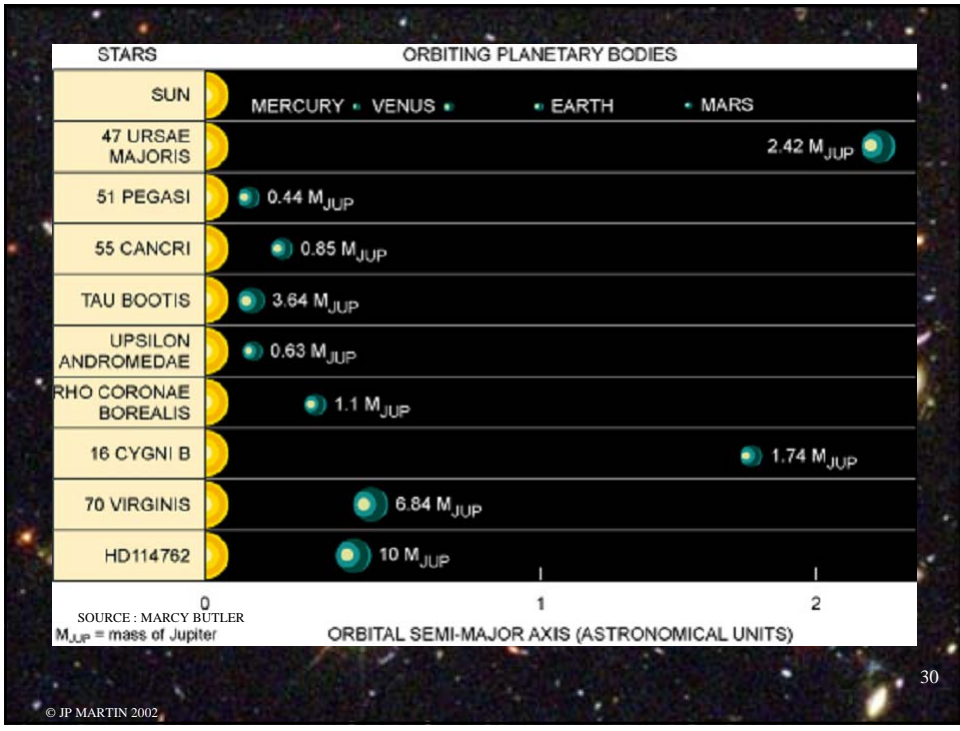 STARS ORBITING PLANETARY BODIES
SUN MERCURY VENUS EARTH MARS
47 URSAE
MAJORIS 2.42 MJUP
51 PEGASI 0.44 MJUP
55 CANCRI 0.85 MJUP
TAU BOOTIS 3.64 MJUP
UPSILON
ANDROMEDAE 0.63 MJUP
RHO CORONAE
BOREALIS 1.1 MJUP
16 CYGNI B 1.74 MJUP
70 VIRGINIS 6.84 MJUP
HD114762 10 MJUP
0 1 2
SOURCE : MARCY BUTLER
MJUP = mass of Jupiter ORBITAL SEMI-MAJOR AXIS (ASTRONOMICAL UNITS)
30
© JP MARTIN 2002